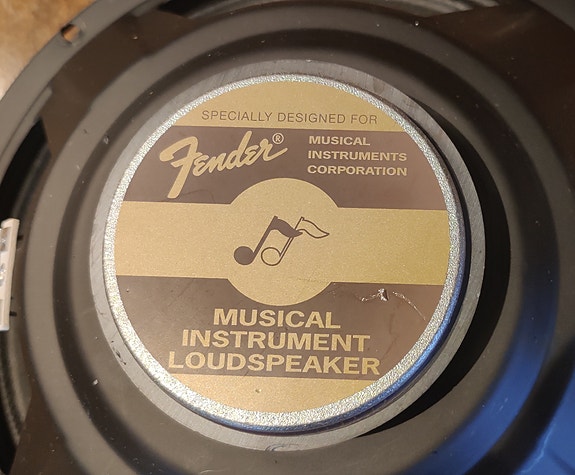 SPECIALLY DESIGNED FOR
Fender®
MUSICAL
INSTRUMENTS
CORPORATION
MUSICAL
INSTRUMENT
LOUDSPEAKER